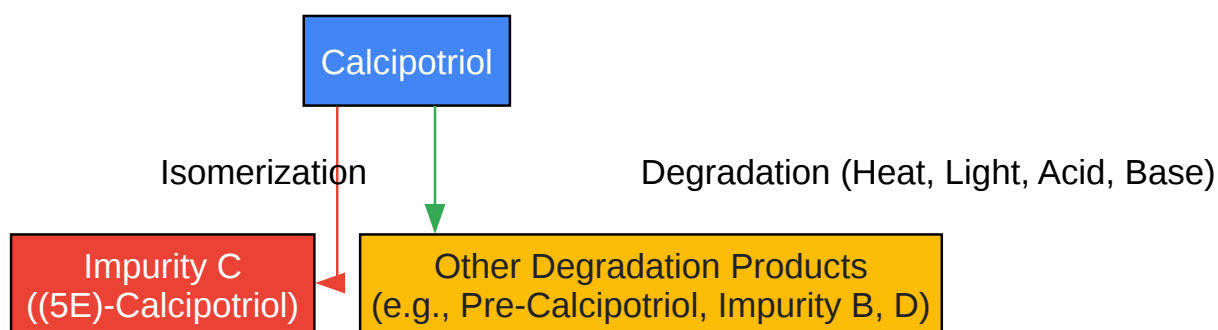 Calcipotriol
Isomerization
Degradation (Heat, Light, Acid, Base)
Impurity C
((5E)-Calcipotriol)
Other Degradation Products
(e.g., Pre-Calcipotriol, Impurity B, D)